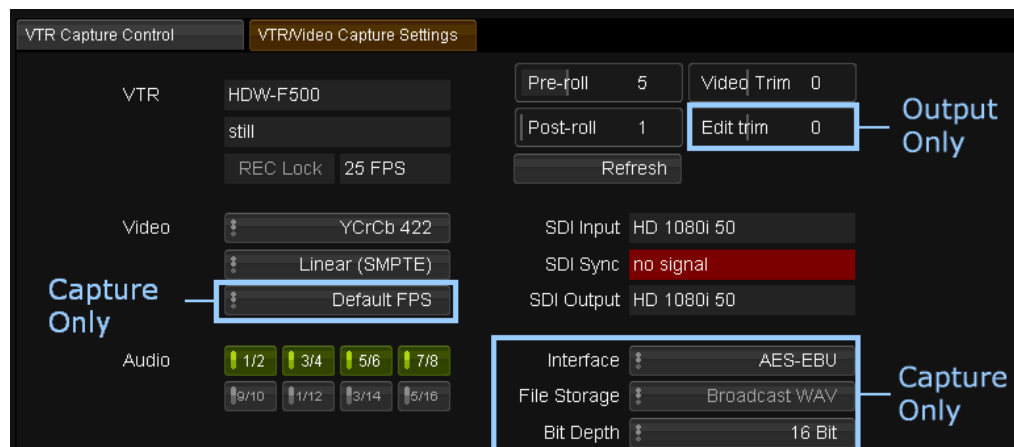 VTR Capture Control
VTR/Video Capture Settings
VTR
HDW-F500
still
REC Lock
25 FPS
Pre-roll 5
Video Trim 0
Post-roll 1
Edit trim 0
Refresh
Output
Only
Video
YCrCb 422
Linear (SMPTE)
Default FPS
Capture
Only
SDI Input HD 1080i 50
SDI Sync no signal
SDI Output HD 1080i 50
Audio
1/2 3/4 5/6 7/8
9/10 1/12 3/14 5/16
Interface AES-EBU
File Storage Broadcast WAV
Bit Depth 16 Bit
Capture
Only